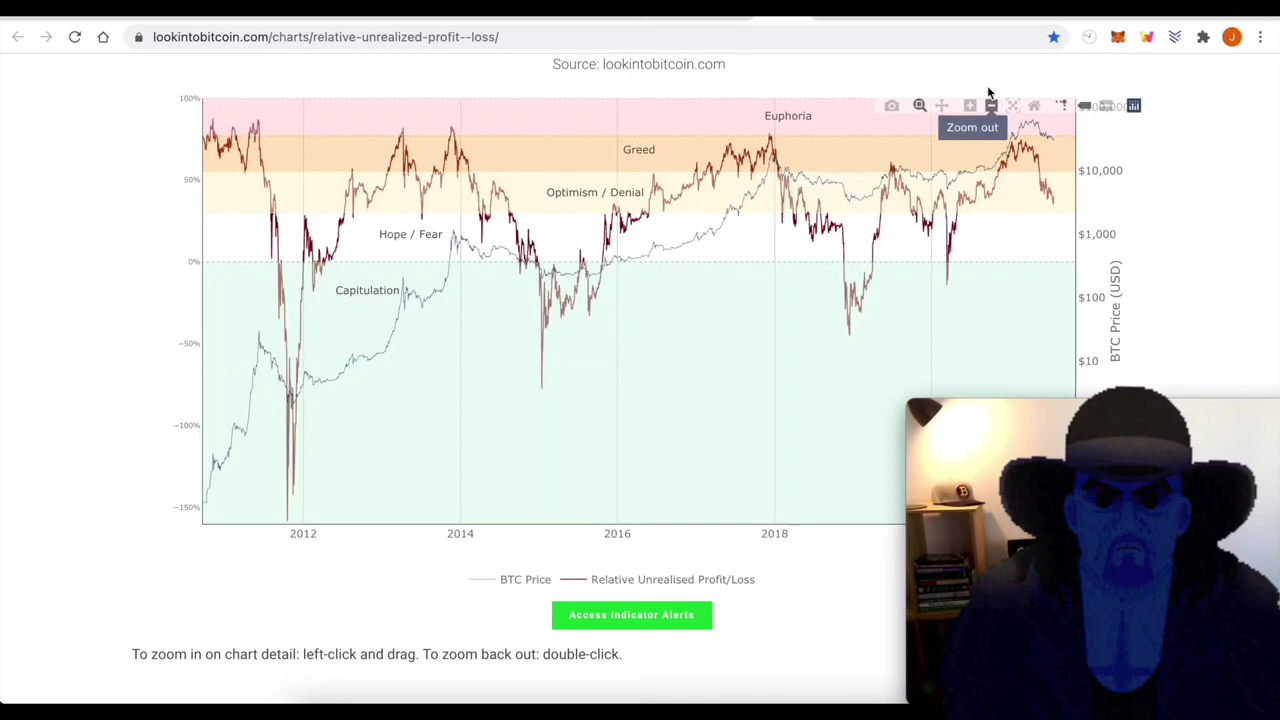 lookintobitcoin.com/charts/relative-unrealized-profit--loss/
J
Source: lookintobitcoin.com
100%
50%
0%
−50%
−100%
−150%
Euphoria
Greed
Optimism / Denial
Hope / Fear
Capitulation
Zoom out
$10,000
$1,000
$100
$10
BTC Price (USD)
2012
2014
2016
2018
BTC Price
Relative Unrealised Profit/Loss
Access Indicator Alerts
To zoom in on chart detail: left-click and drag. To zoom back out: double-click.